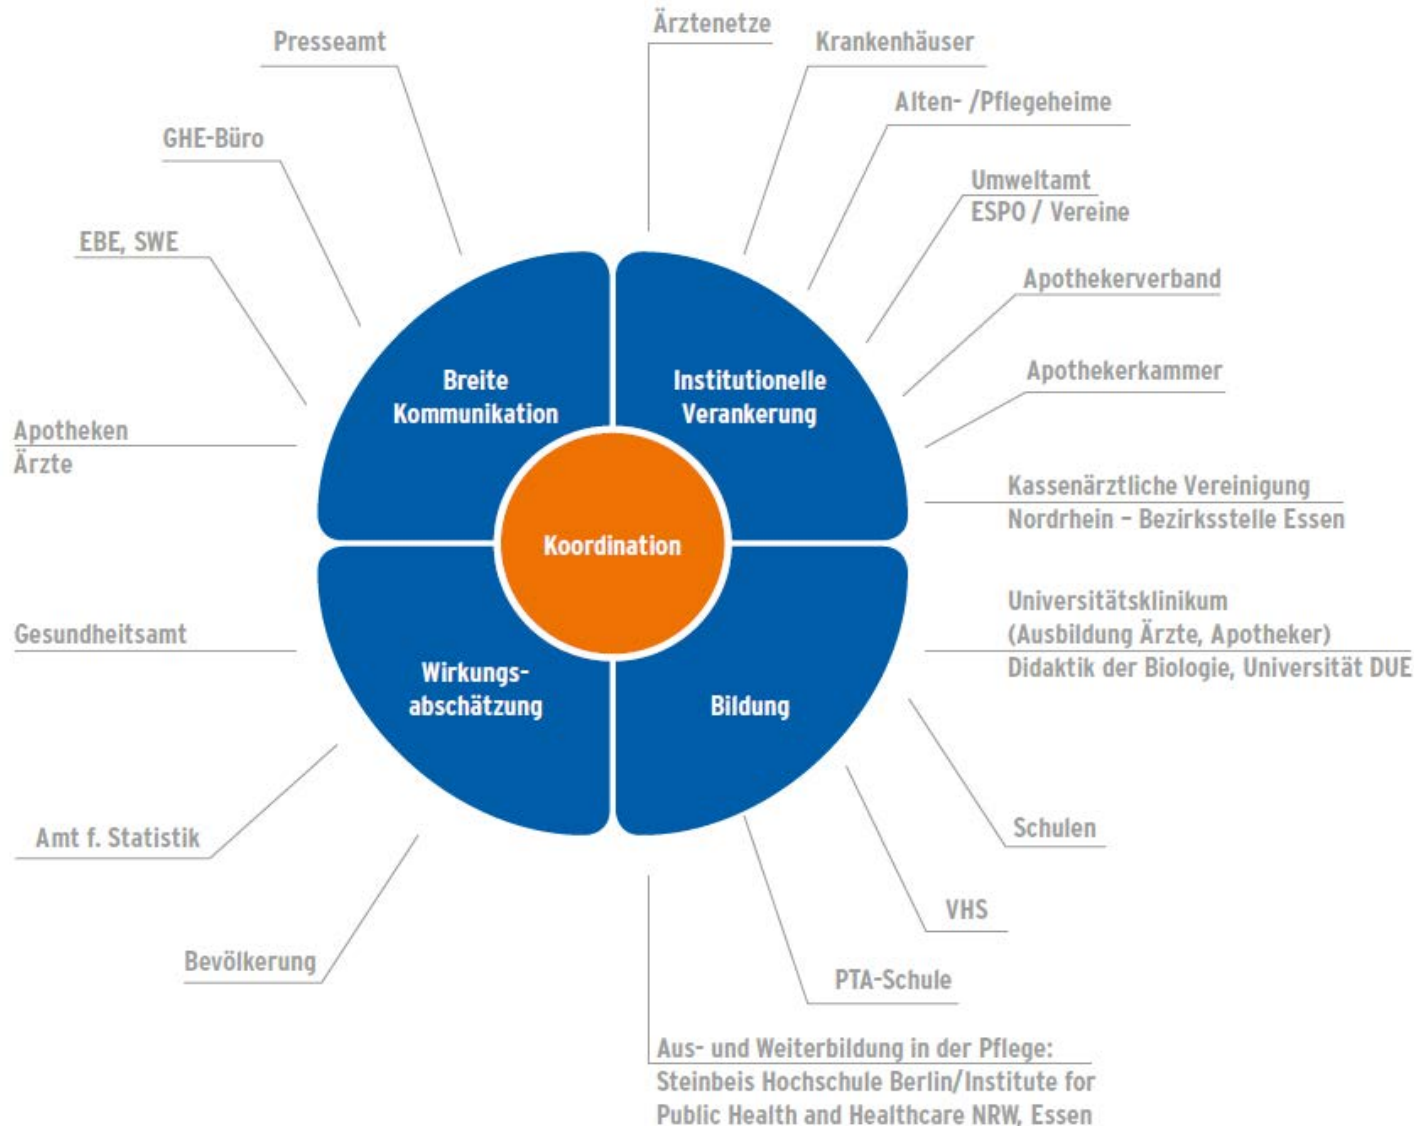 Ärztenetze
Presseamt
Krankenhäuser
Alten- /Pflegeheime
GHE-Büro
Umweltamt
ESPO / Vereine
EBE, SWE
Apothekerverband
Apothekerkammer
Breite
Kommunikation
Institutionelle
Verankerung
Apotheken
Ärzte
Kassenärztliche Vereinigung
Nordrhein – Bezirksstelle Essen
Koordination
Universitätsklinikum
(Ausbildung Ärzte, Apotheker)
Didaktik der Biologie, Universität DUE
Gesundheitsamt
Wirkungs-
abschätzung
Bildung
Schulen
Amt f. Statistik
VHS
Bevölkerung
PTA-Schule
Aus- und Weiterbildung in der Pflege:
Steinbeis Hochschule Berlin/Institute for
Public Health and Healthcare NRW, Essen